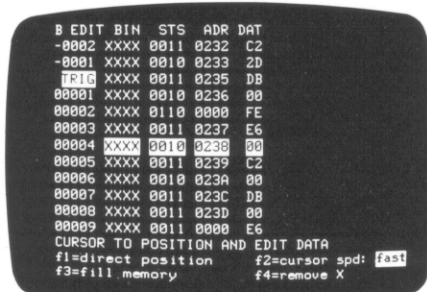 B EDIT BIN STS ADR DAT
-0002 XXXX 0011 0232 C2
-0001 XXXX 0010 0233 2D
TRIG XXXX 0011 0235 DB
00001 XXXX 0010 0236 00
00002 XXXX 0110 0000 FE
00003 XXXX 0011 0237 E6
00004 XXXX 0010 0238 00
00005 XXXX 0011 0239 C2
00006 XXXX 0010 023A 00
00007 XXXX 0011 023C DB
00008 XXXX 0011 023D 00
00009 XXXX 0011 0000 E6
CURSOR TO POSITION AND EDIT DATA
f1=direct position f2=cursor spd: fast
f3=fill memory f4=remove X